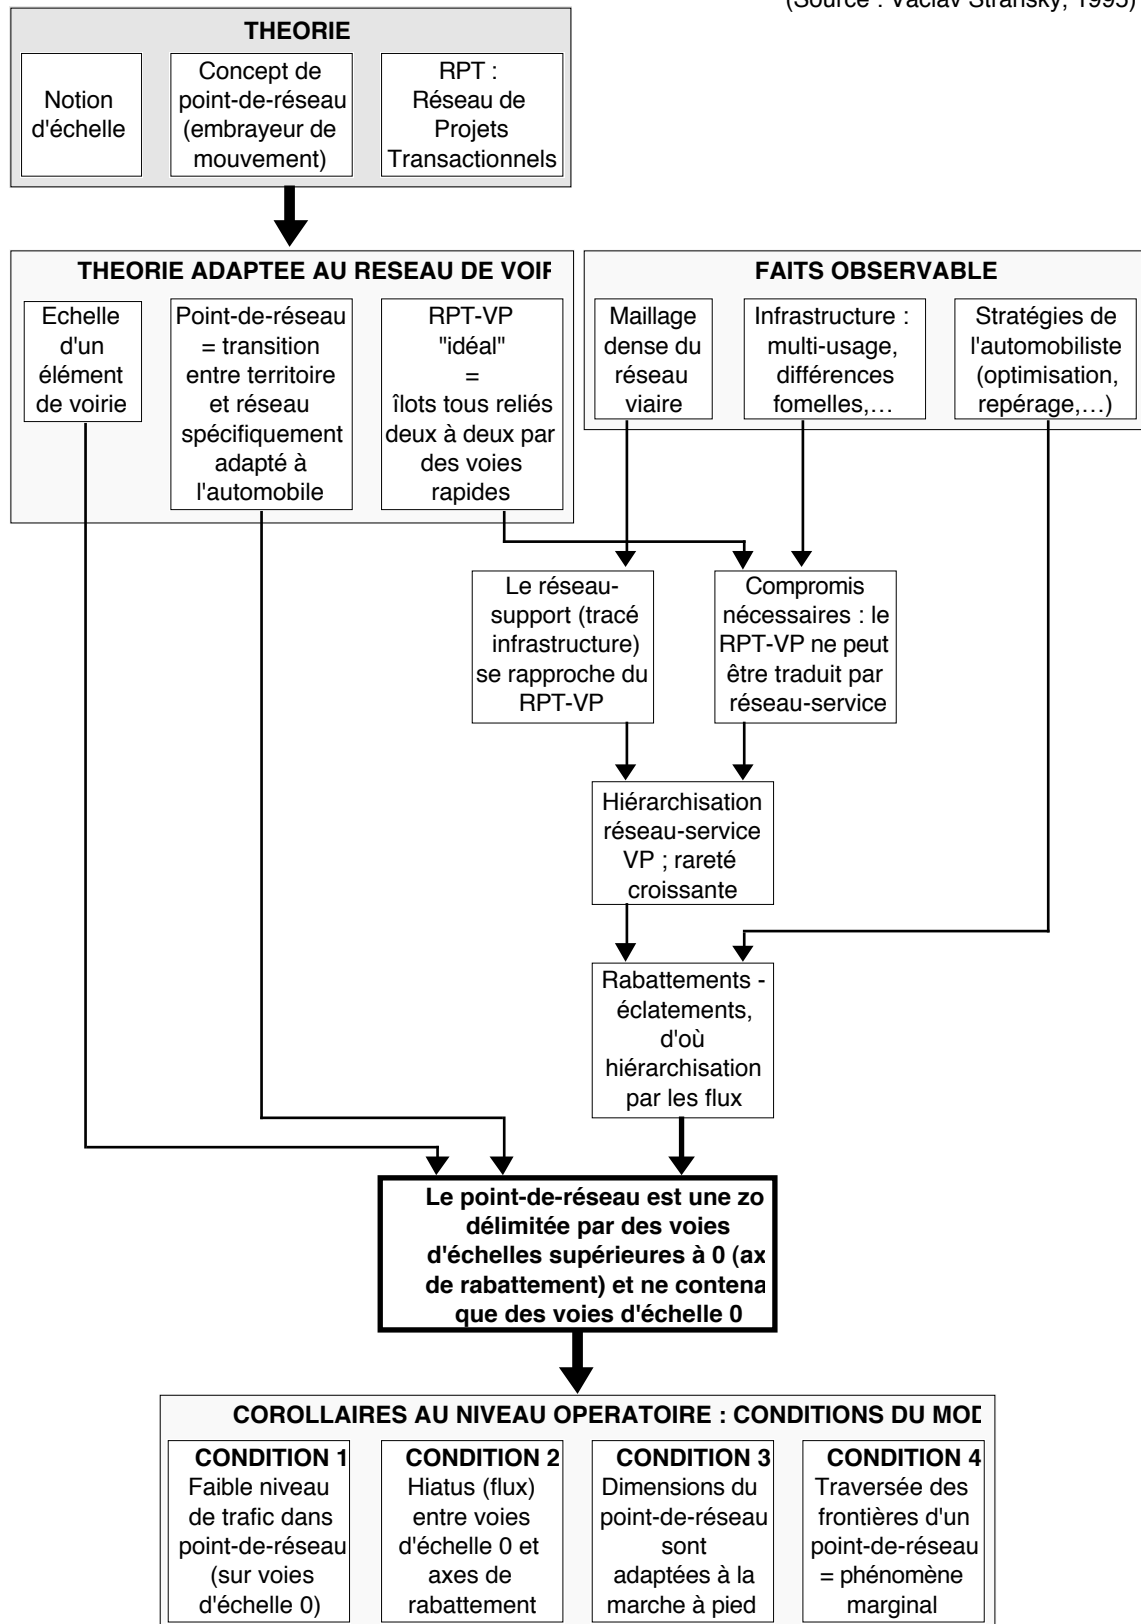 (Source : Vaclav Stransky, 1995)
THEORIE
Notion
d'échelle
Concept de
point-de-réseau
(embrayeur de
mouvement)
RPT :
Réseau de
Projets
Transactionnels
THEORIE ADAPTEE AU RESEAU DE
Echelle
d'un
élément
de voirie
Point-de-réseau
= transition
entre territoire
et réseau
spécifiquement
adapté à
l'automobile
RPT-VP
"idéal"
=
îlots tous reliés
deux à deux par
des voies
rapides
FAITS OBSERVABLE
Maillage
dense du
réseau
viaire
Infrastructure :
multi-usage,
différences
fomelles,…
Stratégies de
l'automobiliste
(optimisation,
repérage,…)
Le réseau-
support (tracé
infrastructure)
se rapproche du
RPT-VP
Compromis
nécessaires : le
RPT-VP ne peut
être traduit par
réseau-service
Hiérarchisation
réseau-service
VP ; rareté
croissante
Rabattements -
éclatements,
d'où
hiérarchisation
par les flux
Le point-de-réseau est une zo
délimitée par des voies
d'échelles supérieures à 0 (ax
de rabattement) et ne contena
que des voies d'échelle 0
COROLLAIRES AU NIVEAU OPERATOIRE : CONDITIONS DU
CONDITION 1
Faible niveau
de trafic dans
point-de-réseau
(sur voies
d'échelle 0)
CONDITION 2
Hiatus (flux)
entre voies
d'échelle 0 et
axes de
rabattement
CONDITION 3
Dimensions du
point-de-réseau
sont
adaptées à la
marche à pied
CONDITION 4
Traversée des
frontières d'un
point-de-réseau
= phénomène
marginal